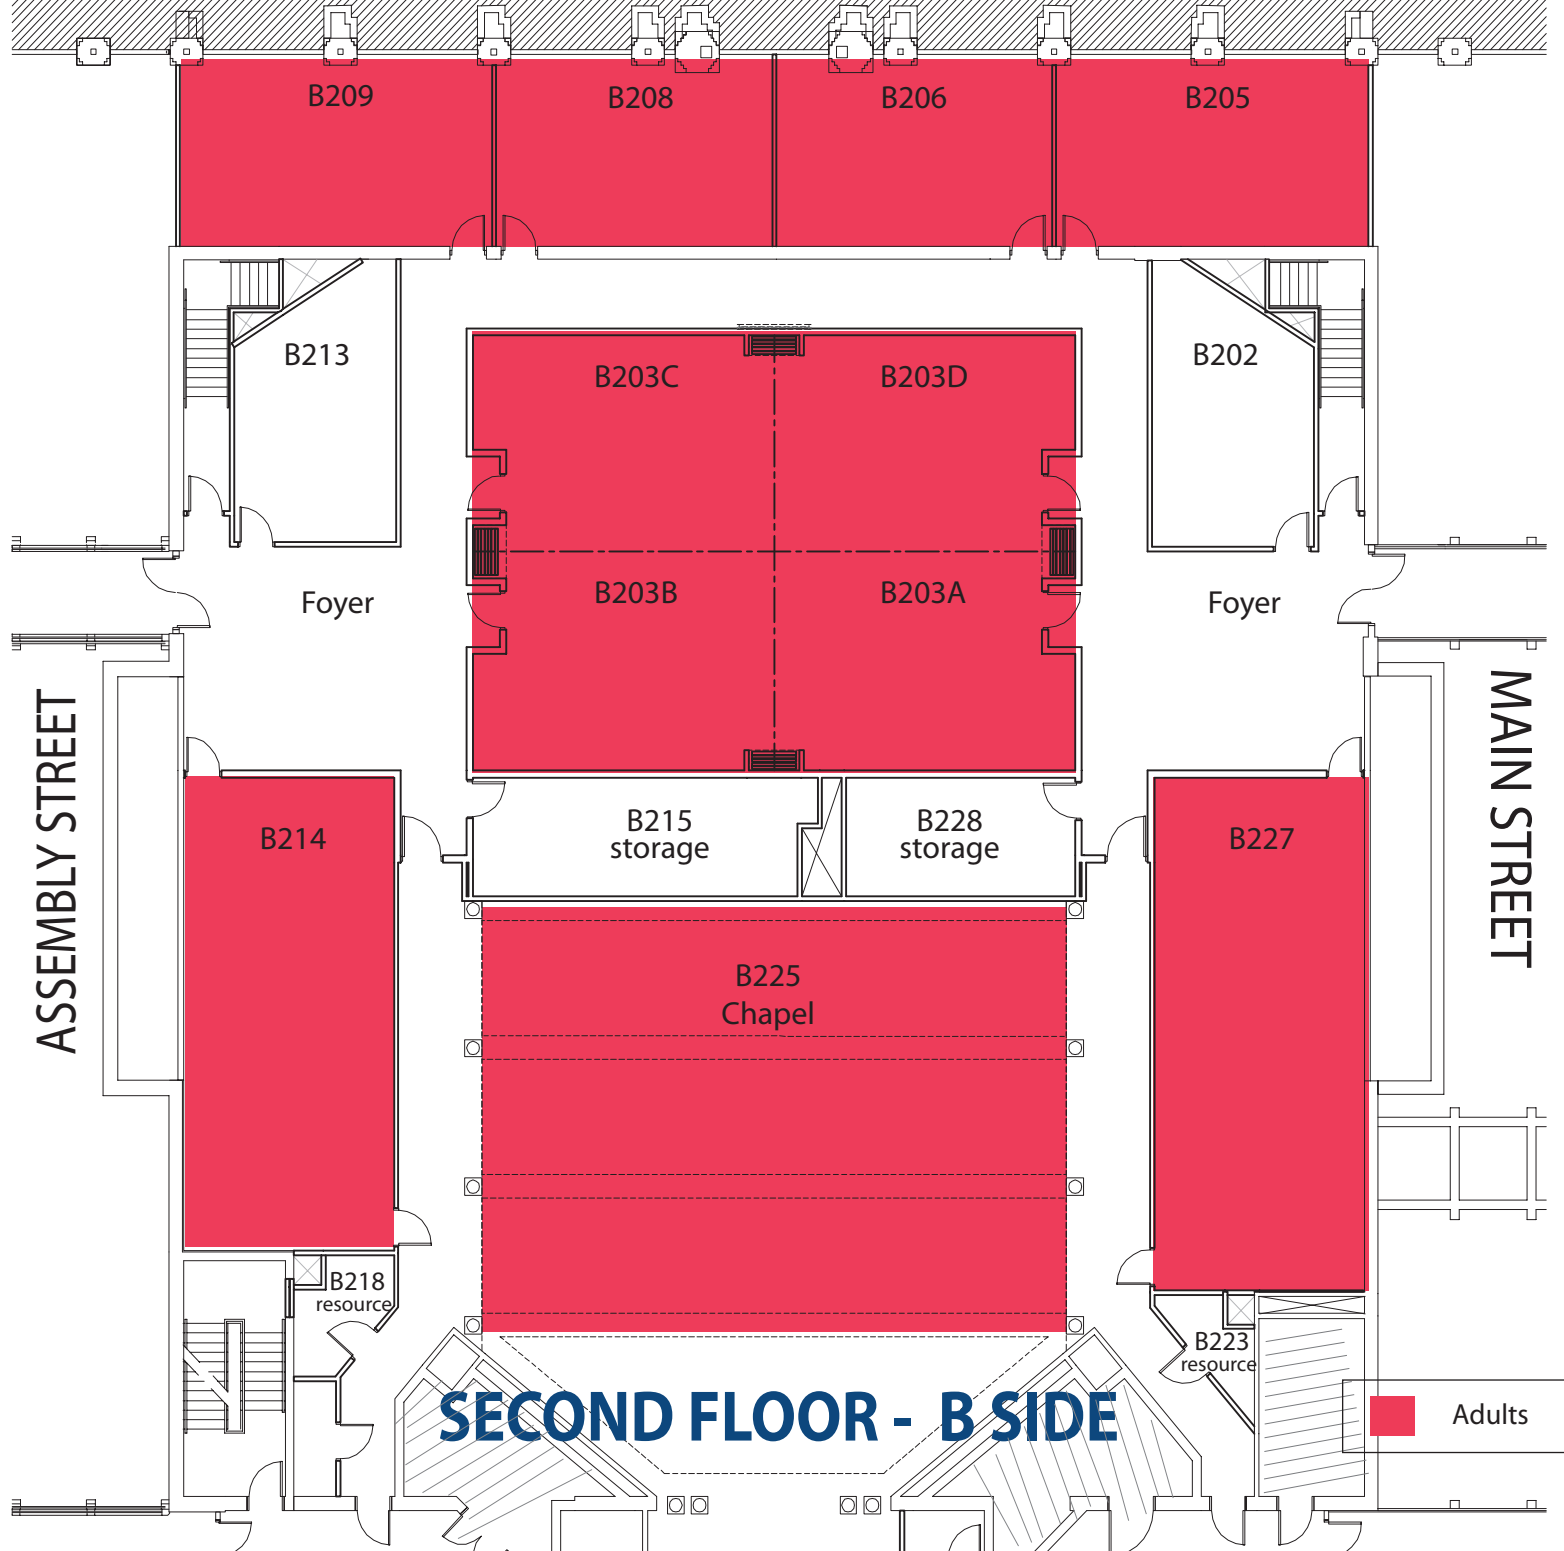 B209
B208
B206
B205
B213
B202
B203C
B203D
B203B
B203A
Foyer
Foyer
ASSEMBLY STREET
MAIN STREET
B214
B215
storage
B228
storage
B227
B225
Chapel
B218
resource
B223
resource
SECOND FLOOR - B SIDE
Adults